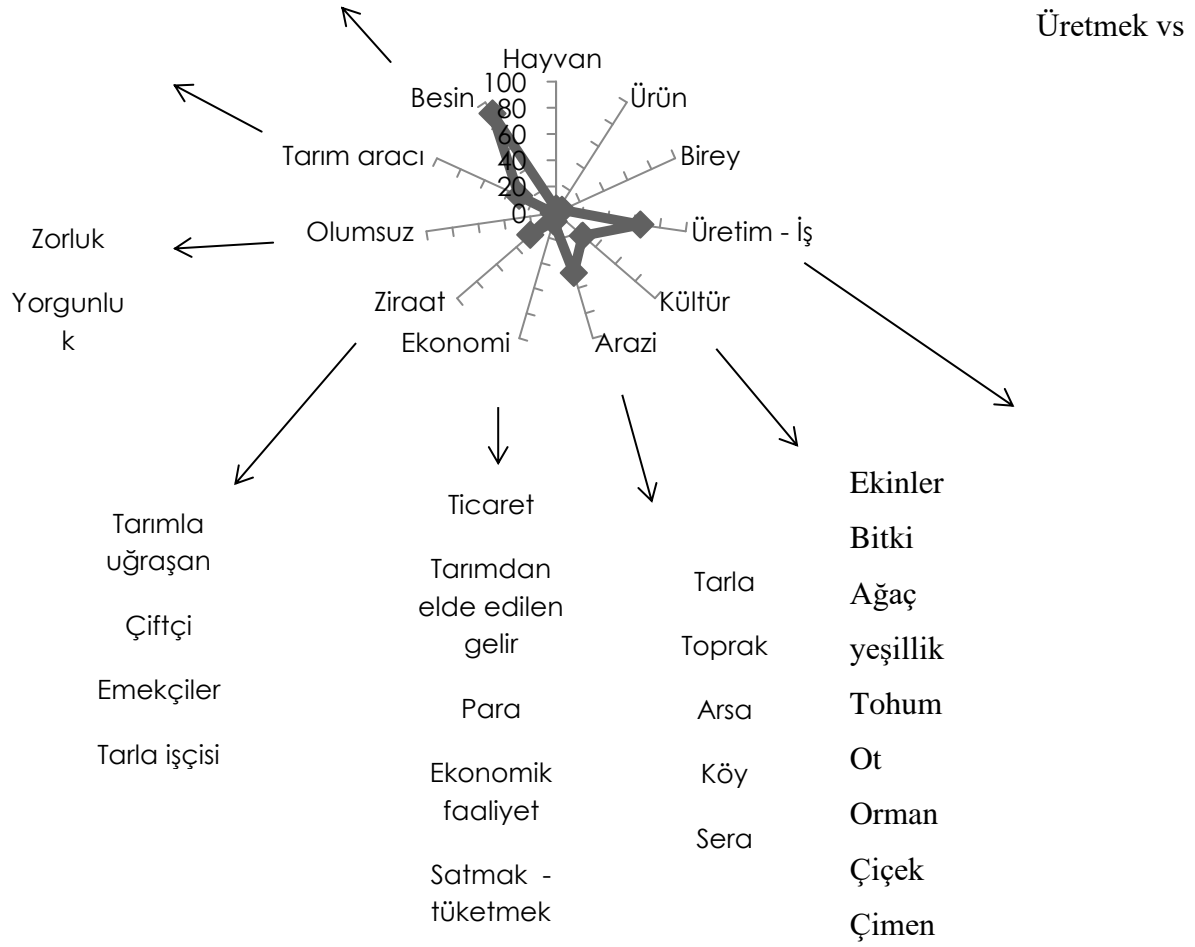 Üretmek vs
Hayvan
100
80
60
40
20
0
Ürün
Birey
Üretim - İş
Kültür
Arazi
Ekonomi
Ziraat
Olumsuz
Tarım aracı
Besin
Zorluk
Yorgunlu
k
Tarımla
uğraşan
Çiftçi
Emekçiler
Tarla işçisi
Ticaret
Tarımdan
elde edilen
gelir
Para
Ekonomik
faaliyet
Satmak -
tüketmek
Tarla
Toprak
Arsa
Köy
Sera
Ekinler
Bitki
Ağaç
yeşillik
Tohum
Ot
Orman
Çiçek
Çimen